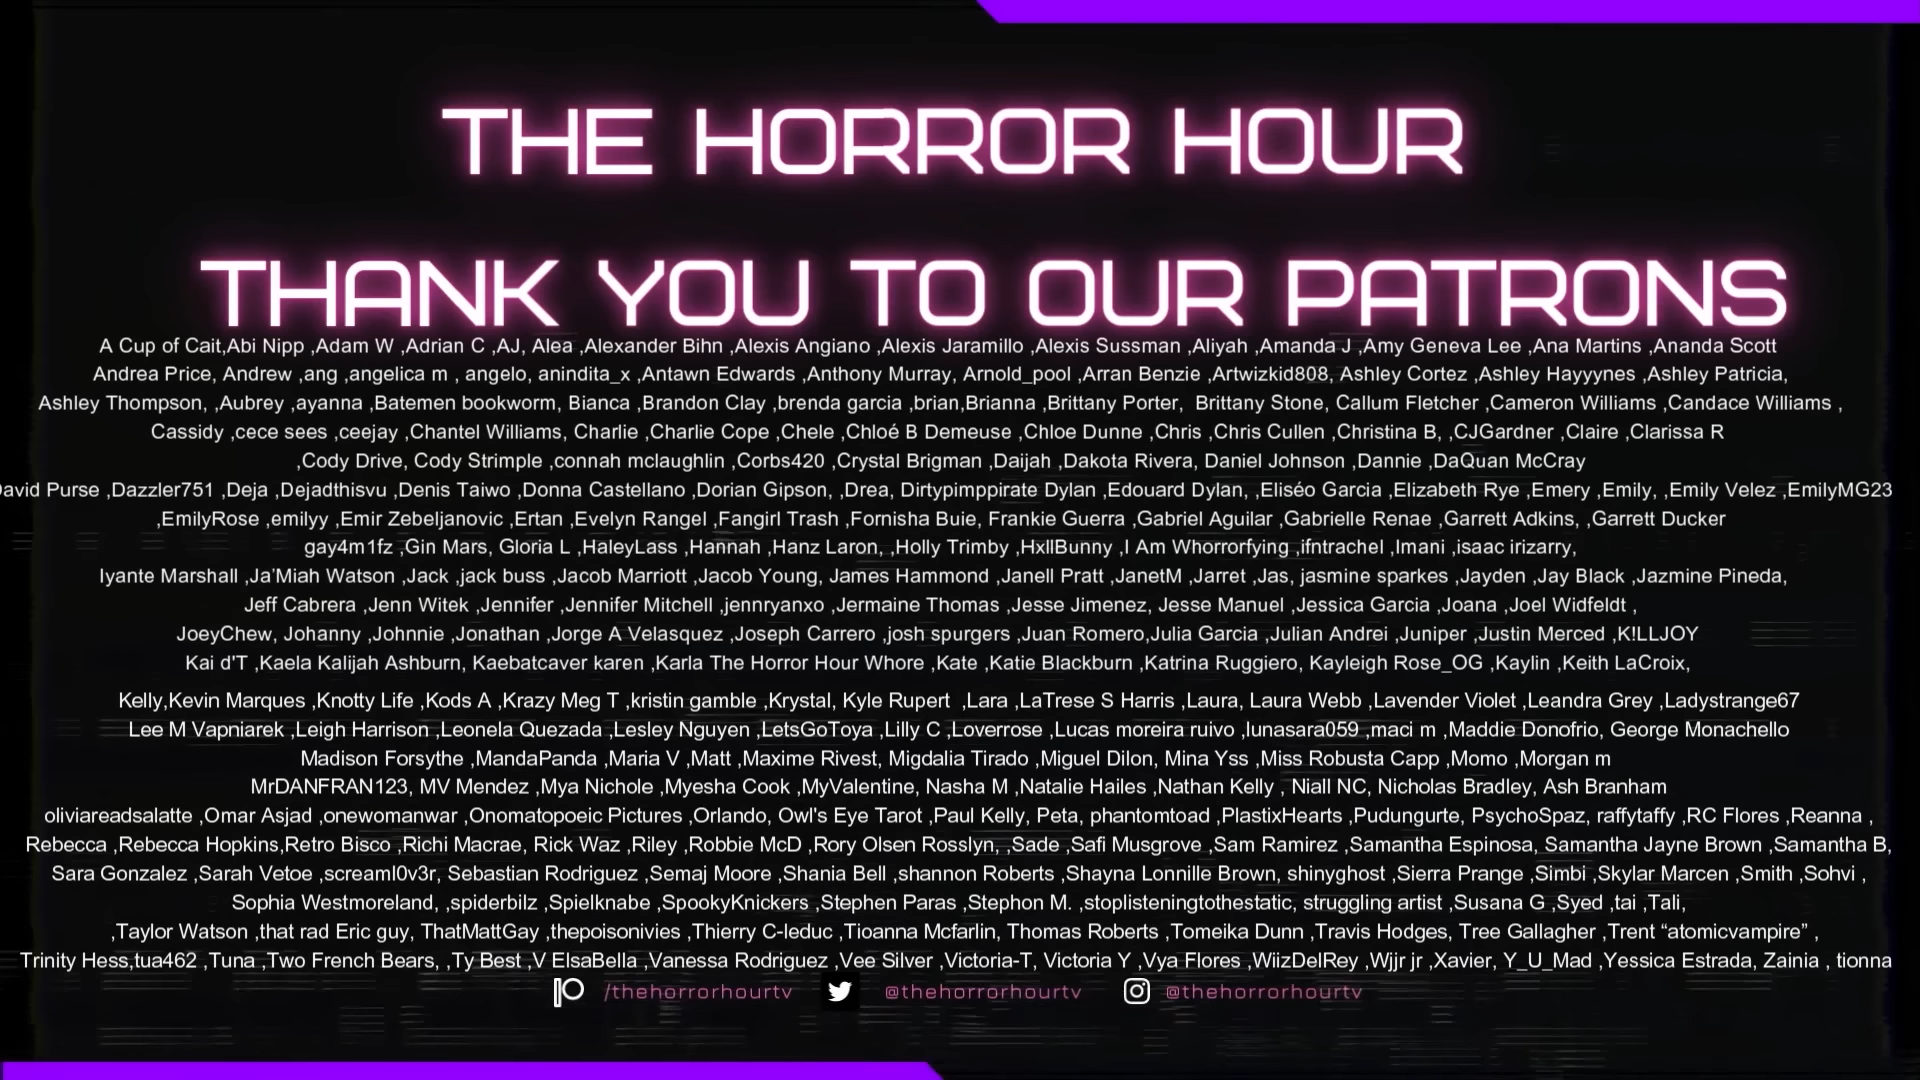 THE HORROR HOUR
THANK YOU TO OUR PATRONS
A Cup of Cait,Abi Nipp ,Adam W ,Adrian C ,AJ, Alea ,Alexander Bihn ,Alexis Angiano ,Alexis Jaramillo ,Alexis Sussman ,Aliyah ,Amanda J ,Amy Geneva Lee ,Ana Martins ,Ananda Scott
Andrea Price, Andrew ,ang ,angelica m , angelo, anindita_x ,Antawn Edwards ,Anthony Murray, Arnold_pool ,Arran Benzie ,Artwizkid808, Ashley Cortez ,Ashley Hayyynes ,Ashley Patricia,
Ashley Thompson, ,Aubrey ,ayanna ,Batemen bookworm, Bianca ,Brandon Clay ,brenda garcia ,brian,Brianna ,Brittany Porter,  Brittany Stone, Callum Fletcher ,Cameron Williams ,Candace Williams ,
Cassidy ,cece sees ,ceejay ,Chantel Williams, Charlie ,Charlie Cope ,Chele ,Chloé B Demeuse ,Chloe Dunne ,Chris ,Chris Cullen ,Christina B, ,CJGardner ,Claire ,Clarissa R
,Cody Drive, Cody Strimple ,connah mclaughlin ,Corbs420 ,Crystal Brigman ,Daijah ,Dakota Rivera, Daniel Johnson ,Dannie ,DaQuan McCray
David Purse ,Dazzler751 ,Deja ,Dejadthisvu ,Denis Taiwo ,Donna Castellano ,Dorian Gipson, ,Drea, Dirtypimppirate Dylan ,Edouard Dylan, ,Eliséo Garcia ,Elizabeth Rye ,Emery ,Emily, ,Emily Velez ,EmilyMG23
,EmilyRose ,emilyy ,Emir Zebeljanovic ,Ertan ,Evelyn Rangel ,Fangirl Trash ,Fornisha Buie, Frankie Guerra ,Gabriel Aguilar ,Gabrielle Renae ,Garrett Adkins, ,Garrett Ducker
gay4m1fz ,Gin Mars, Gloria L ,HaleyLass ,Hannah ,Hanz Laron, ,Holly Trimby ,HxllBunny ,I Am Whorrorfying ,ifntrachel ,Imani ,isaac irizarry,
Iyante Marshall ,Ja'Miah Watson ,Jack ,jack buss ,Jacob Marriott ,Jacob Young, James Hammond ,Janell Pratt ,JanetM ,Jarret ,Jas, jasmine sparkes ,Jayden ,Jay Black ,Jazmine Pineda,
Jeff Cabrera ,Jenn Witek ,Jennifer ,Jennifer Mitchell ,jennryanxo ,Jermaine Thomas ,Jesse Jimenez, Jesse Manuel ,Jessica Garcia ,Joana ,Joel Widfeldt ,
JoeyChew, Johanny ,Johnnie ,Jonathan ,Jorge A Velasquez ,Joseph Carrero ,josh spurgers ,Juan Romero,Julia Garcia ,Julian Andrei ,Juniper ,Justin Merced ,K!LLJOY
Kai d'T ,Kaela Kalijah Ashburn, Kaebatcaver karen ,Karla The Horror Hour Whore ,Kate ,Katie Blackburn ,Katrina Ruggiero, Kayleigh Rose_OG ,Kaylin ,Keith LaCroix,
Kelly,Kevin Marques ,Knotty Life ,Kods A ,Krazy Meg T ,kristin gamble ,Krystal, Kyle Rupert  ,Lara ,LaTrese S Harris ,Laura, Laura Webb ,Lavender Violet ,Leandra Grey ,Ladystrange67
Lee M Vapniarek ,Leigh Harrison ,Leonela Quezada ,Lesley Nguyen ,LetsGoToya ,Lilly C ,Loverrose ,Lucas moreira ruivo ,lunasara059 ,maci m ,Maddie Donofrio, George Monachello
Madison Forsythe ,MandaPanda ,Maria V ,Matt ,Maxime Rivest, Migdalia Tirado ,Miguel Dilon, Mina Yss ,Miss Robusta Capp ,Momo ,Morgan m
MrDANFRAN123, MV Mendez ,Mya Nichole ,Myesha Cook ,MyValentine, Nasha M ,Natalie Hailes ,Nathan Kelly , Niall NC, Nicholas Bradley, Ash Branham
oliviareadsalatte ,Omar Asjad ,onewomanwar ,Onomatopoeic Pictures ,Orlando, Owl's Eye Tarot ,Paul Kelly, Peta, phantomtoad ,PlastixHearts ,Pudungurte, PsychoSpaz, raffytaffy ,RC Flores ,Reanna ,
Rebecca ,Rebecca Hopkins,Retro Bisco ,Richi Macrae, Rick Waz ,Riley ,Robbie McD ,Rory Olsen Rosslyn, ,Sade ,Safi Musgrove ,Sam Ramirez ,Samantha Espinosa, Samantha Jayne Brown ,Samantha B,
Sara Gonzalez ,Sarah Vetoe ,screaml0v3r, Sebastian Rodriguez ,Semaj Moore ,Shania Bell ,shannon Roberts ,Shayna Lonnille Brown, shinyghost ,Sierra Prange ,Simbi ,Skylar Marcen ,Smith ,Sohvi ,
Sophia Westmoreland, ,spiderbilz ,Spielknabe ,SpookyKnickers ,Stephen Paras ,Stephon M. ,stoplisteningtothestatic, struggling artist ,Susana G ,Syed ,tai ,Tali,
,Taylor Watson ,that rad Eric guy, ThatMattGay ,thepoisonivies ,Thierry C-leduc ,Tioanna Mcfarlin, Thomas Roberts ,Tomeika Dunn ,Travis Hodges, Tree Gallagher ,Trent “atomicvampire” ,
Trinity Hess,tua462 ,Tuna ,Two French Bears, ,Ty Best ,V ElsaBella ,Vanessa Rodriguez ,Vee Silver ,Victoria-T, Victoria Y ,Vya Flores ,WiizDelRey ,Wjjr jr ,Xavier, Y_U_Mad ,Yessica Estrada, Zainia , tionna
/thehorrorhourtv @thehorrorhourtv @thehorrorhourtv